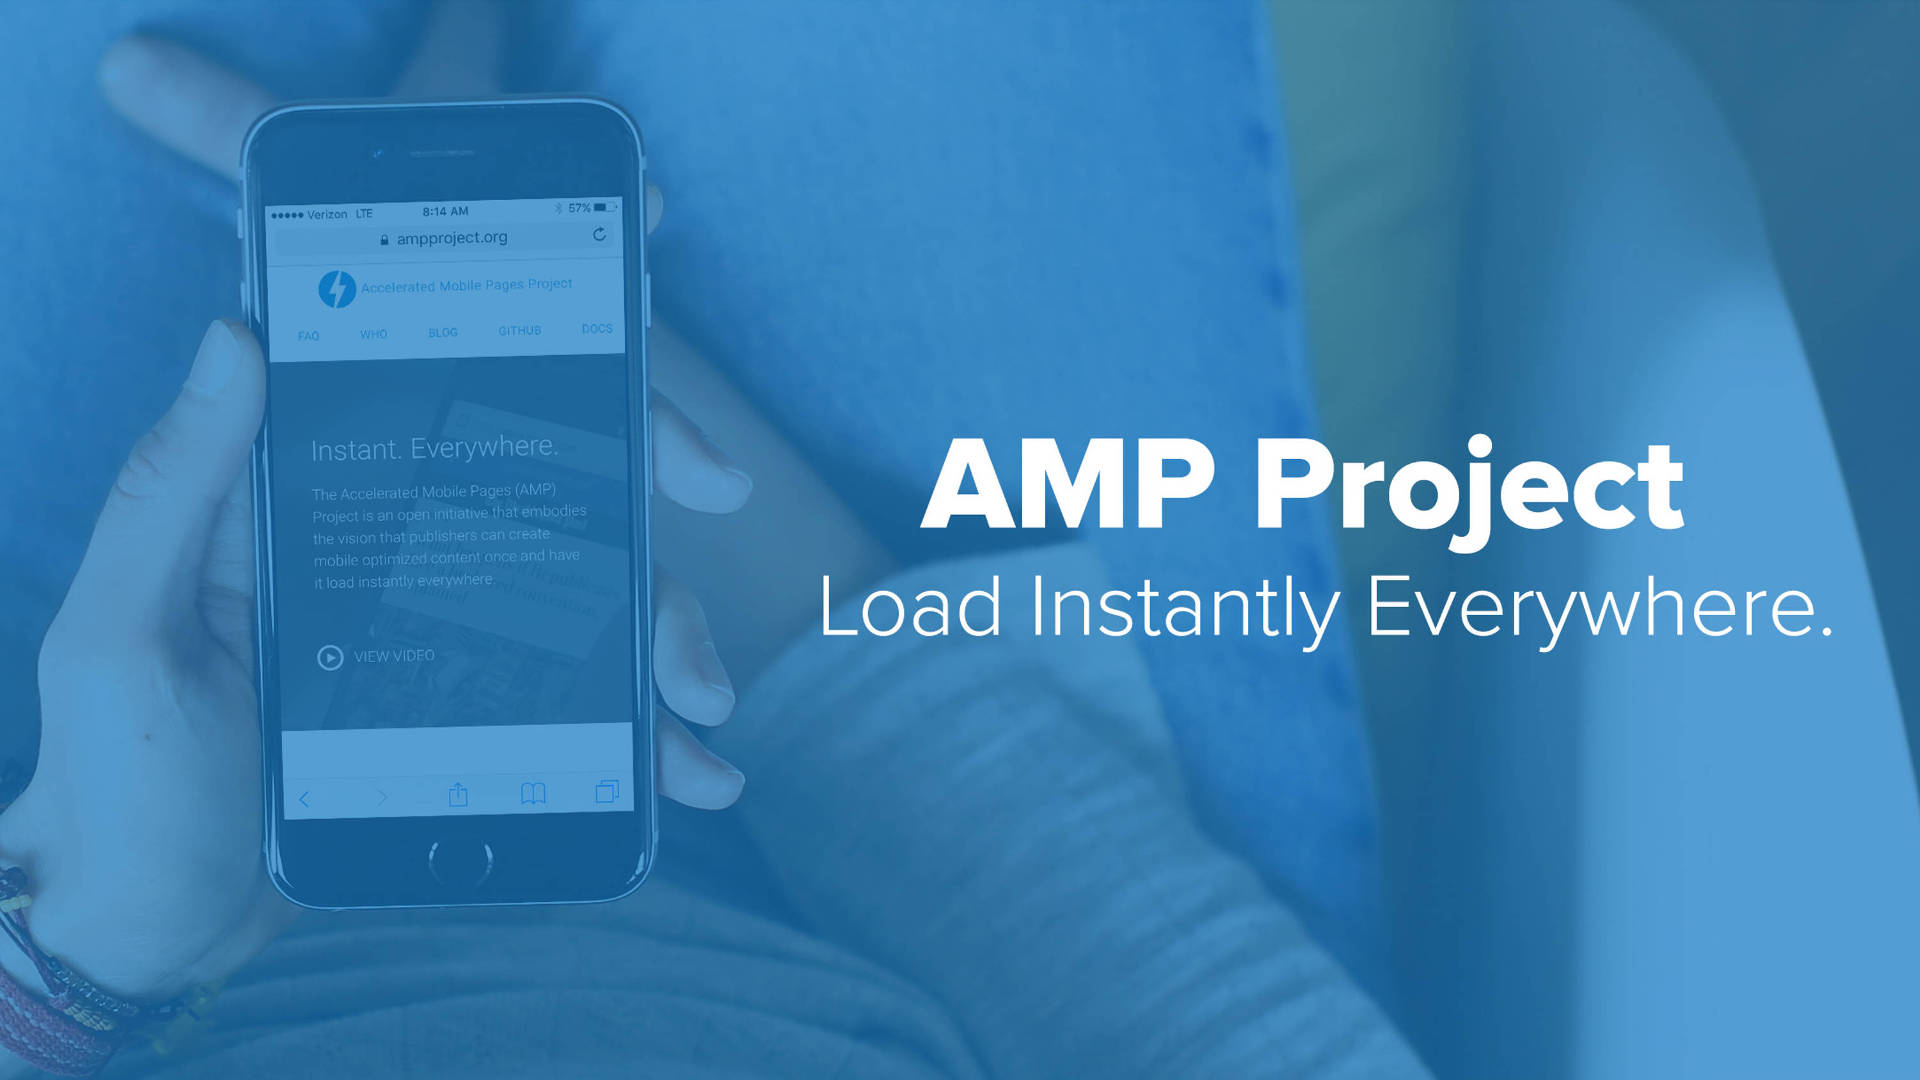 Verizon LTE 8:14 AM 57%
ampproject.org
Accelerated Mobile Pages Project
FAQ WHO BLOG GITHUB DOCS
Instant. Everywhere.
The Accelerated Mobile Pages (AMP)
Project is an open initiative that embodies
the vision that publishers can create
mobile optimized content once and have
it load instantly everywhere.
VIEW VIDEO
AMP Project
Load Instantly Everywhere.